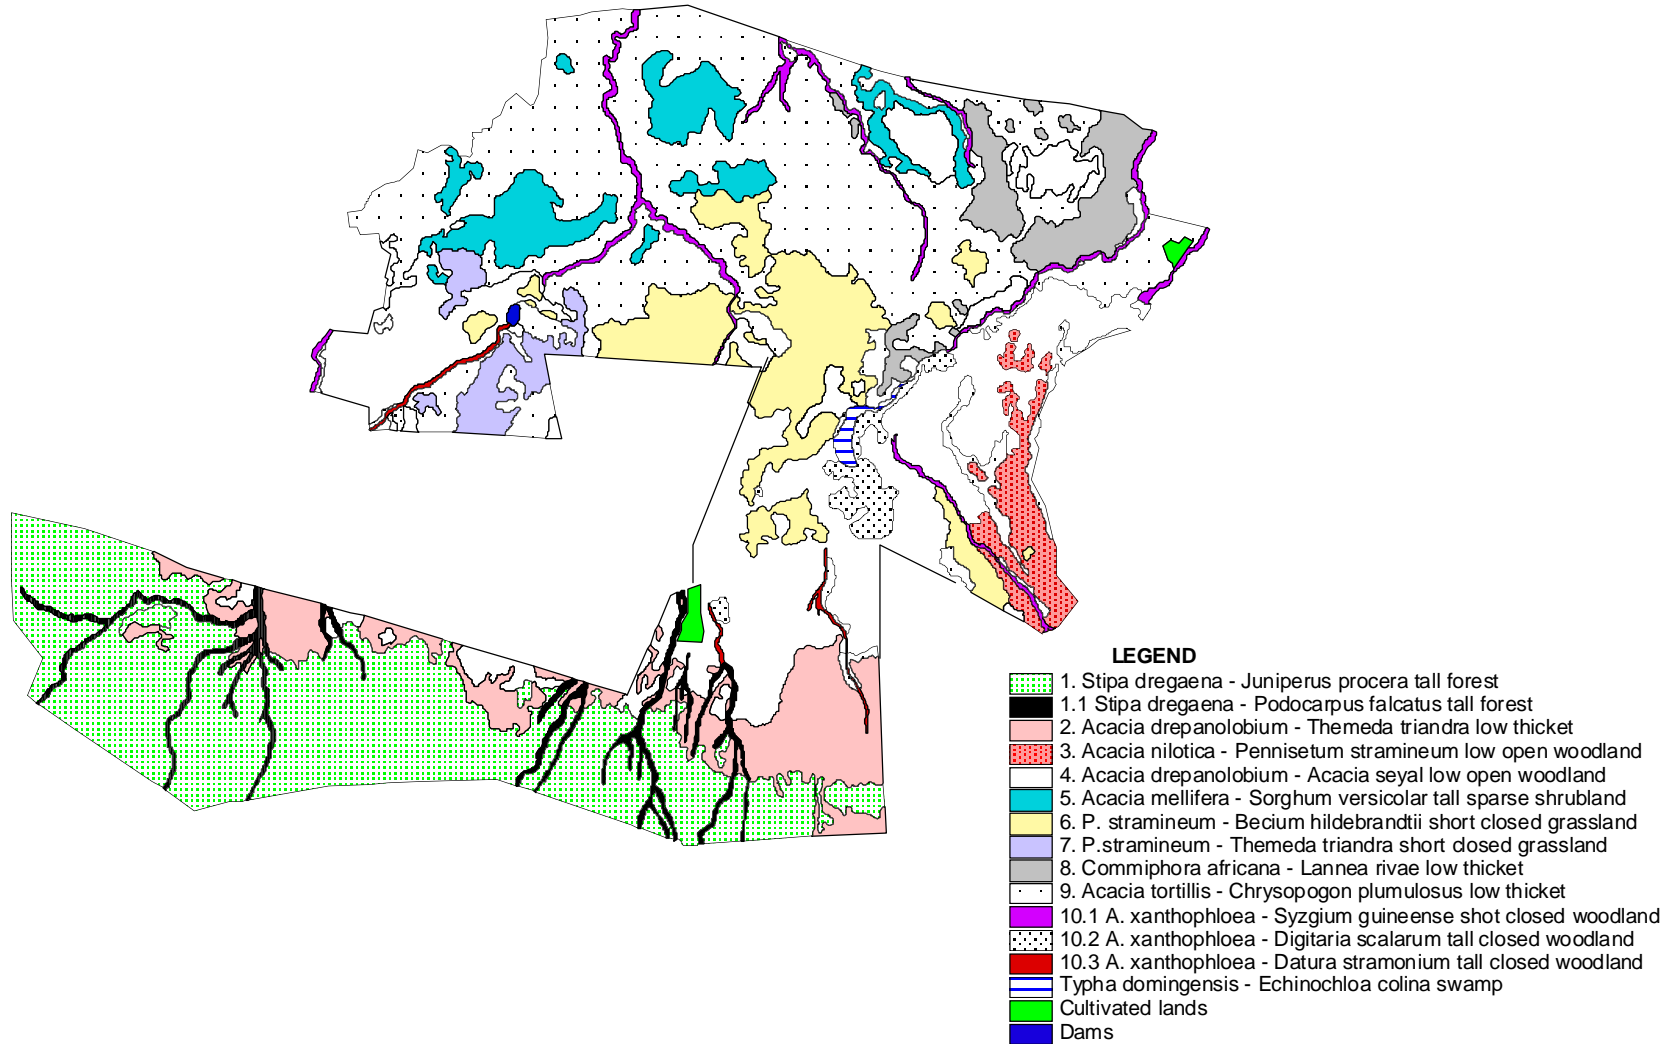 LEGEND
1. Stipa dregaena - Juniperus procera tall forest
1.1 Stipa dregaena - Podocarpus falcatus tall forest
2. Acacia drepanolobium - Themeda triandra low thicket
3. Acacia nilotica - Pennisetum stramineum low open woodland
4. Acacia drepanolobium - Acacia seyal low open woodland
5. Acacia mellifera - Sorghum versicolar tall sparse shrubland
6. P. stramineum - Becium hildebrandtii short closed grassland
7. P.stramineum - Themeda triandra short closed grassland
8. Commiphora africana - Lannea rivae low thicket
9. Acacia tortillis - Chrysopogon plumulosus low thicket
10.1 A. xanthophloea - Syzgium guineense shot closed woodland
10.2 A. xanthophloea - Digitaria scalarum tall closed woodland
10.3 A. xanthophloea - Datura stramonium tall closed woodland
Typha domingensis - Echinochloa colina swamp
Cultivated lands
Dams